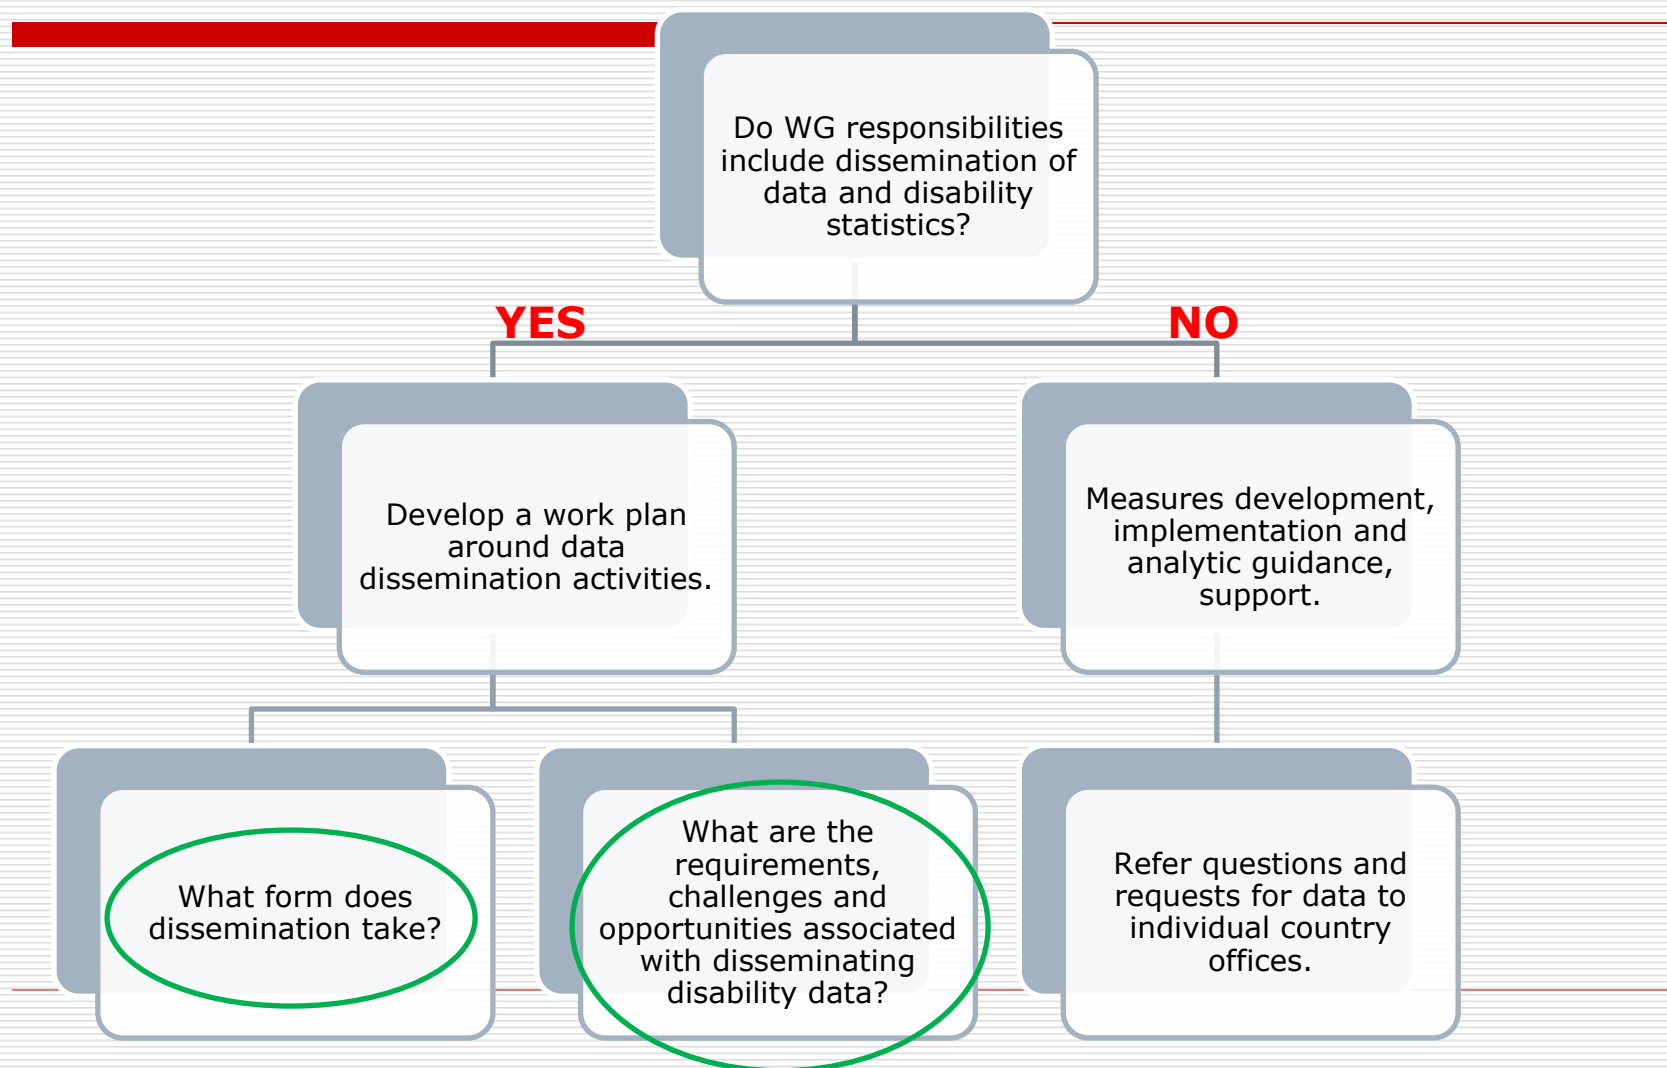 Do WG responsibilities
include dissemination of
data and disability
statistics?
YES
NO
Develop a work plan
around data
dissemination activities.
Measures development,
implementation and
analytic guidance,
support.
What form does
dissemination take?
What are the
requirements,
challenges and
opportunities associated
with disseminating
disability data?
Refer questions and
requests for data to
individual country
offices.